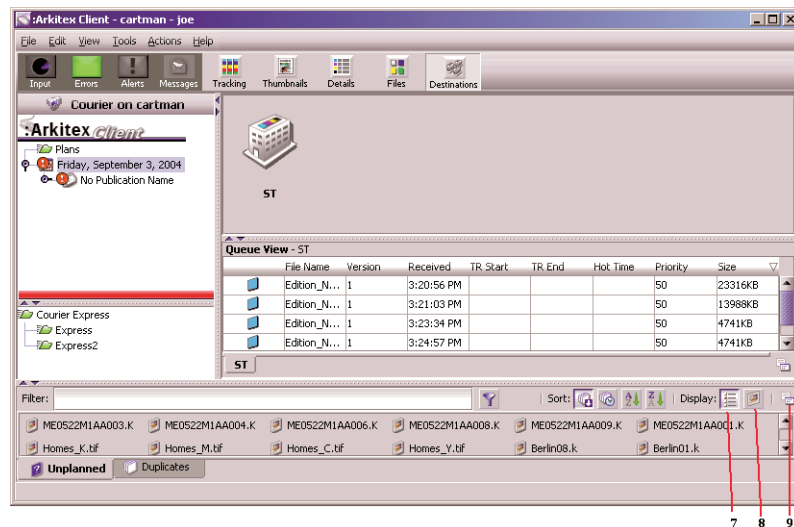 :Arkitex Client - cartman - joe
File Edit View Tools Actions Help
Input Errors Alerts Messages Tracking Thumbnails Details Files Destinations
Courier on cartman
:Arkitex Client
Plans
Friday, September 3, 2004
No Publication Name
ST
Queue View - ST
File Name Version Received TR Start TR End Hot Time Priority Size
Edition_N... 1 3:20:56 PM 50 23316KB
Edition_N... 1 3:21:03 PM 50 13988KB
Edition_N... 1 3:23:34 PM 50 4741KB
Edition_N... 1 3:24:57 PM 50 4741KB
ST
Courier Express
Express
Express2
Filter: Sort: Display:
ME0522M1AA003.K ME0522M1AA004.K ME0522M1AA006.K ME0522M1AA008.K ME0522M1AA009.K ME0522M1AA001.K
Homes_K.tif Homes_M.tif Homes_C.tif Homes_Y.tif Berlin08.k Berlin01.k
Unplanned Duplicates
7 8 9